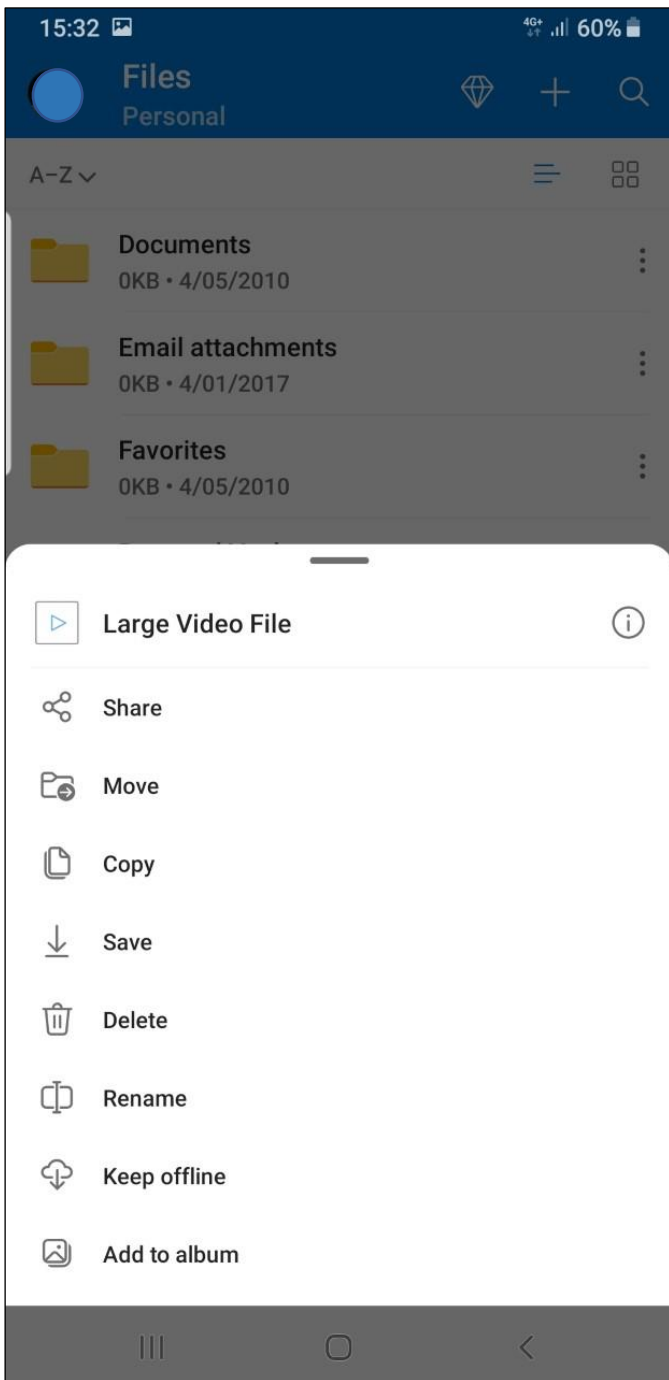 15:32
4G+
60%
Files
Personal
A–Z
Documents
0KB • 4/05/2010
Email attachments
0KB • 4/01/2017
Favorites
0KB • 4/05/2010
Large Video File
Share
Move
Copy
Save
Delete
Rename
Keep offline
Add to album